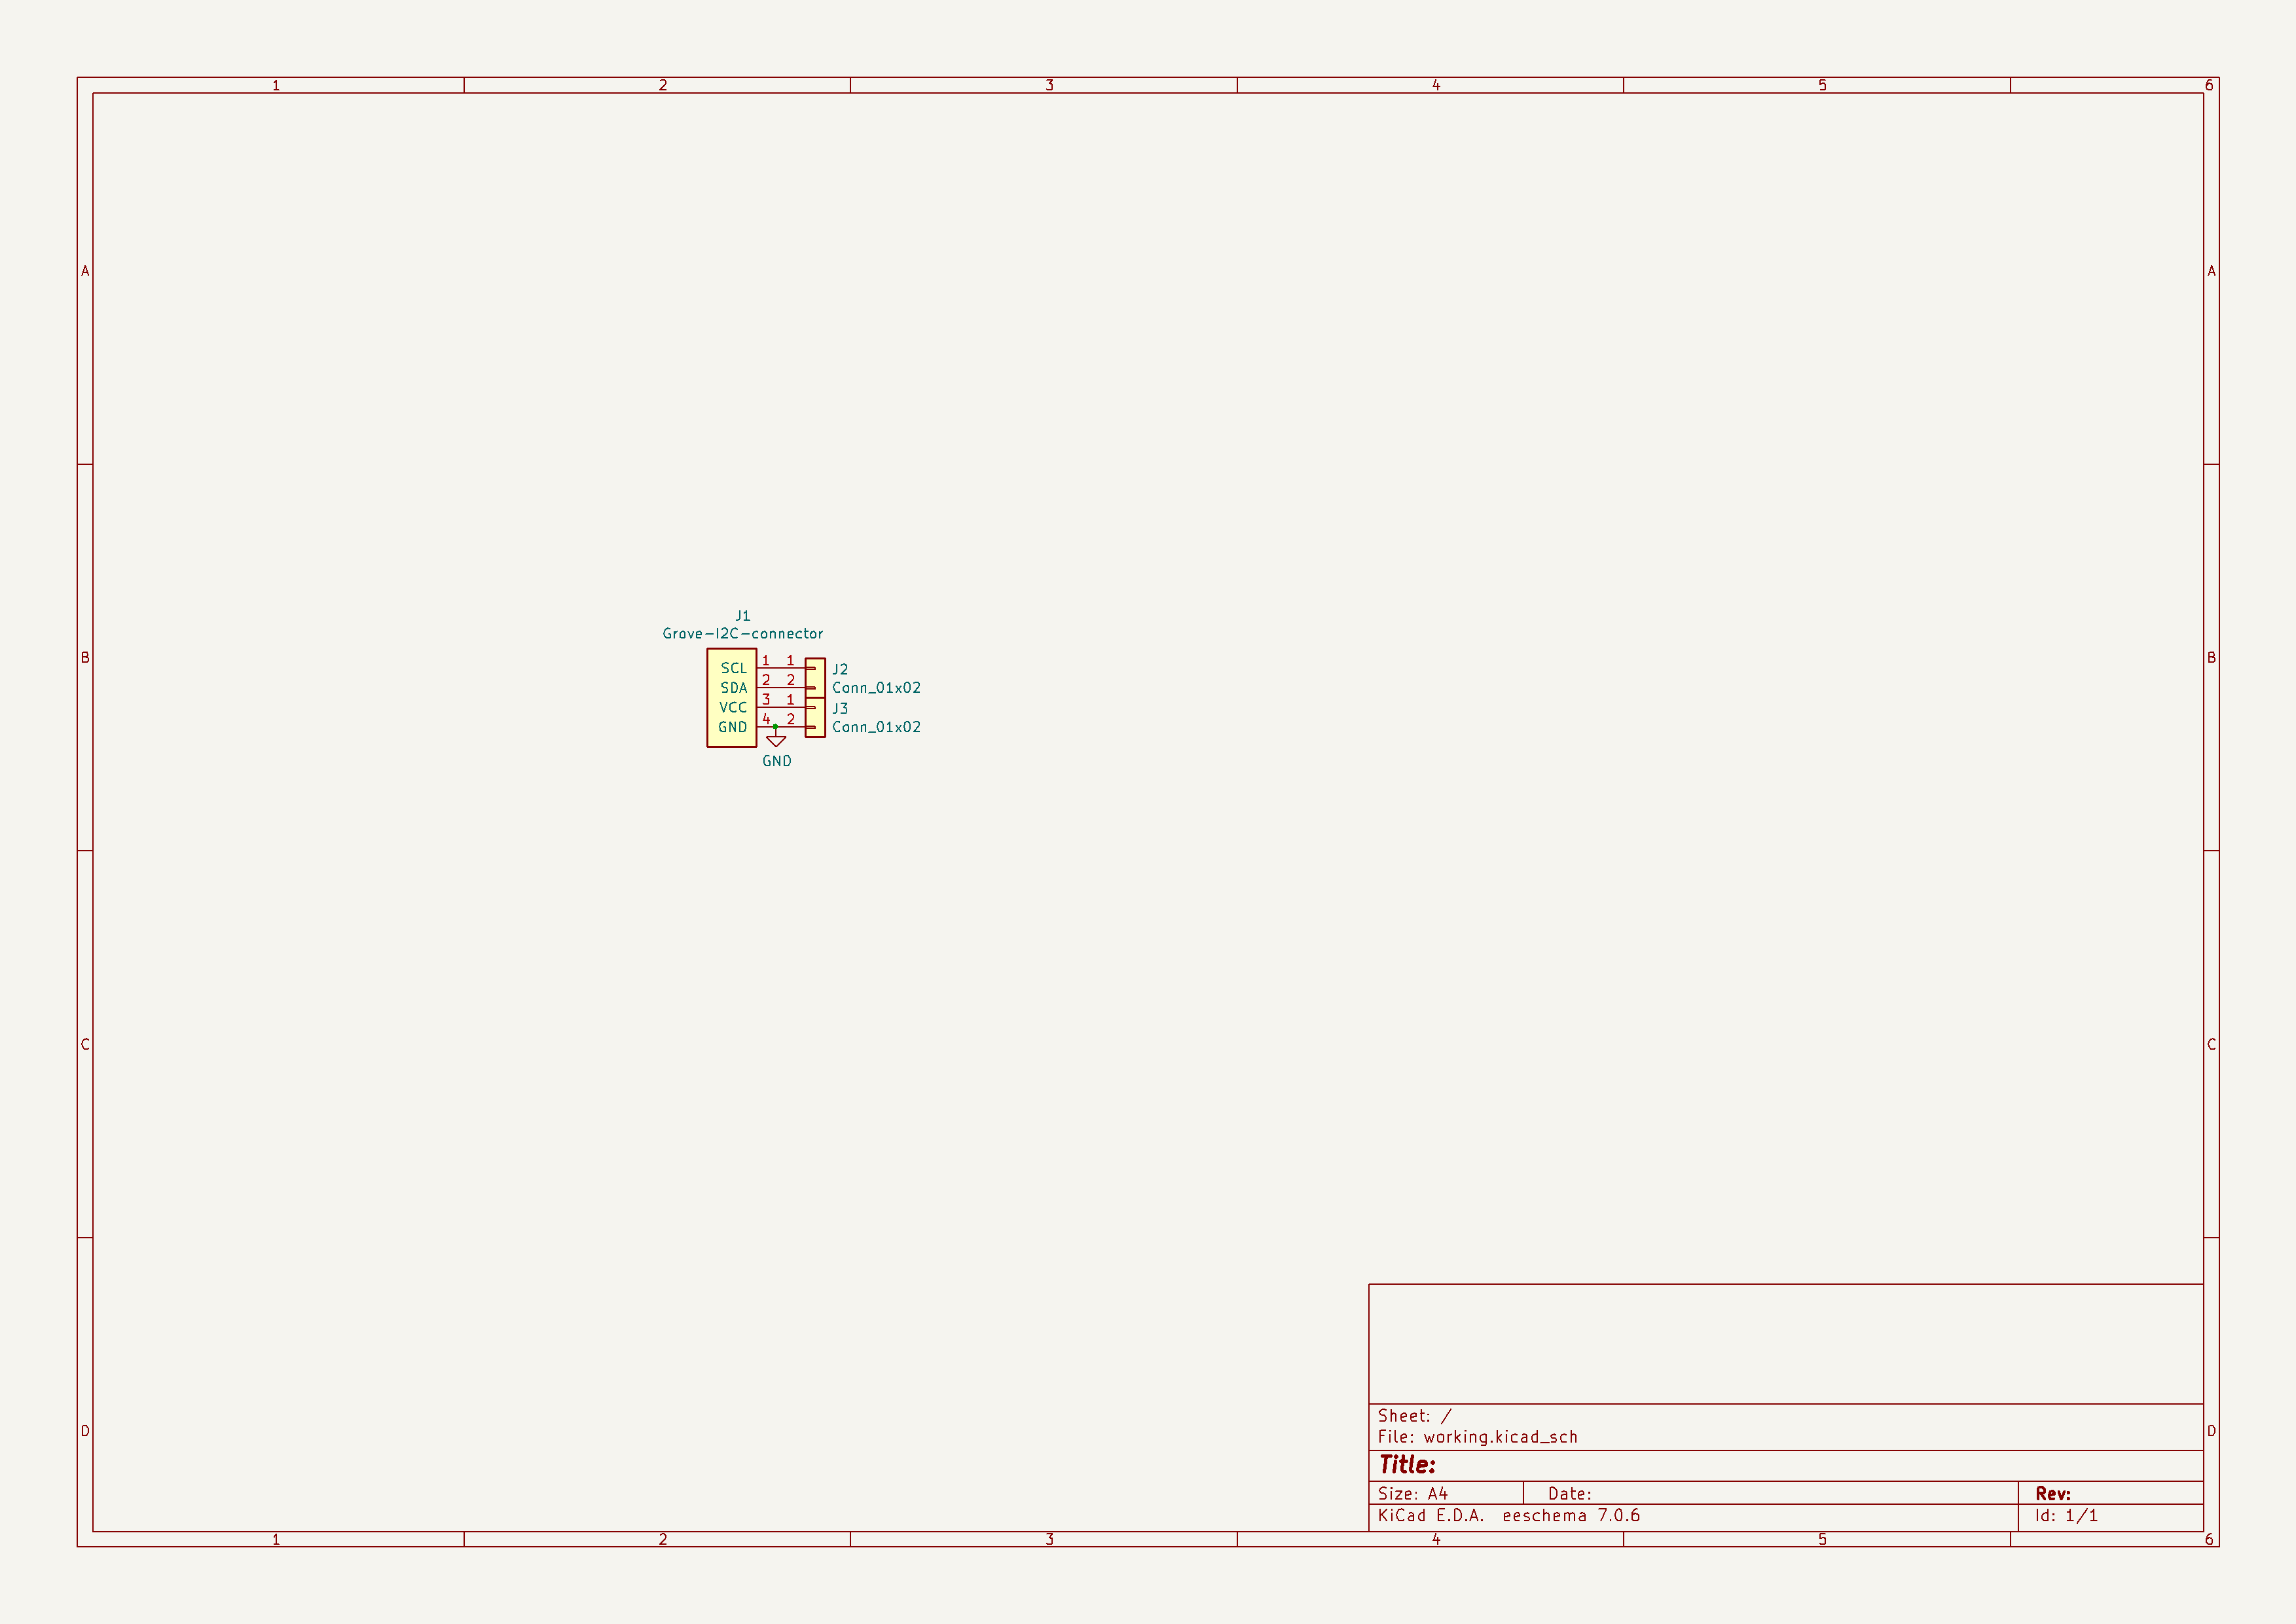 1 2 3 4 5 6
A A
J1
Grove-I2C-connector
B B
SCL 1 1 J2
SDA 2 2 Conn_01x02
VCC 3 1 J3
GND 4 2 Conn_01x02
GND
C C
Sheet: /
D D
File: working.kicad_sch
Title:
Size: A4 Date: Rev:
KiCad E.D.A. eeschema 7.0.6 Id: 1/1
1 2 3 4 5 6